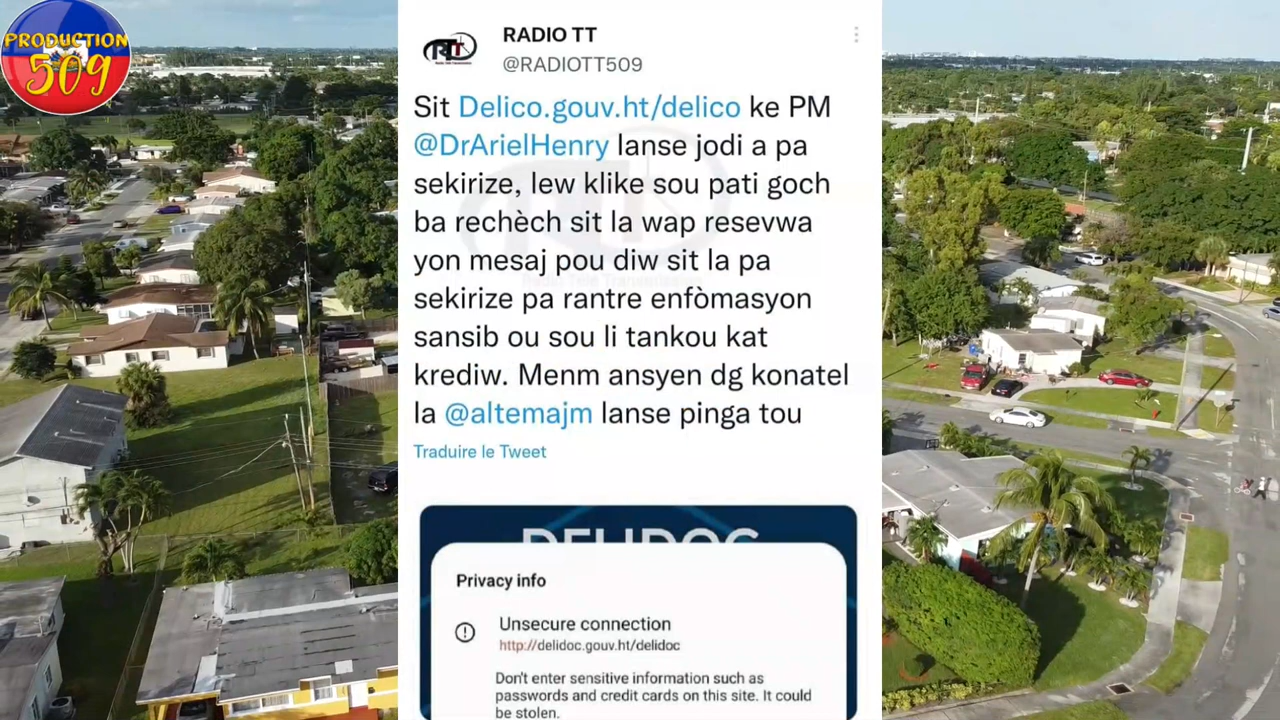 PRODUCTION
509
RADIO TT
@RADIOTT509
Sit Delico.gouv.ht/delico ke PM
@DrArielHenry lanse jodi a pa
sekirize, lew klike sou pati goch
ba rechèch sit la wap resevwa
yon mesaj pou diw sit la pa
sekirize pa rantre enfòmasyon
sansib ou sou li tankou kat
krediw. Menm ansyen dg konatel
la @altemajm lanse pinga tou
Traduire le Tweet
DELIDOC
Privacy info
Unsecure connection
http://delidoc.gouv.ht/delidoc
Don't enter sensitive information such as
passwords and credit cards on this site. It could
be stolen.